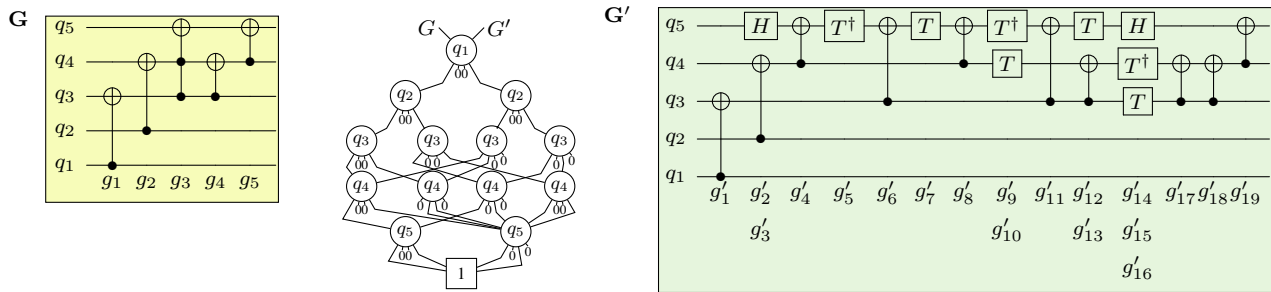 G
q₅
q₄
q₃
q₂
q₁
g₁ g₂ g₃ g₄ g₅
G G′
q₁
00
q₂ q₂
00 00
q₃ q₃ q₃ q₃
00 00 0 0 0 0
q₄ q₄ q₄ q₄
00 0 0 0 0 00
q₅ q₅
00 0 0
1
G′
q₅ H T† T T† T H
q₄ T T†
q₃ T
q₂
q₁
g′₁ g′₂ g′₄ g′₅ g′₆ g′₇ g′₈ g′₉ g′₁₁ g′₁₂ g′₁₄ g′₁₇ g′₁₈ g′₁₉
g′₃ g′₁₀ g′₁₃ g′₁₅
g′₁₆